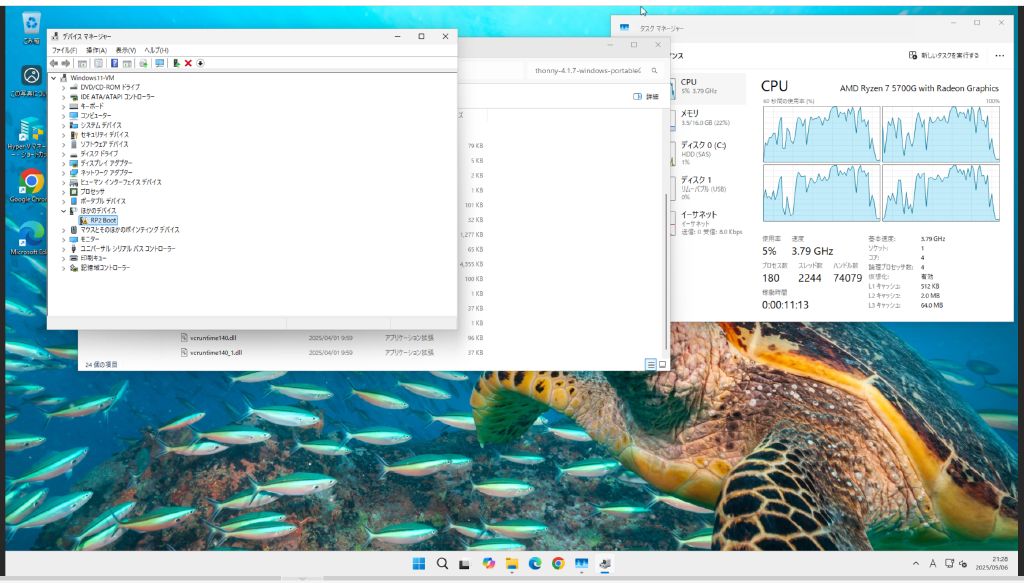 ごみ箱
この写真につ
Hyper-V マネー
ー - ショートカッ
Google Chrom
Microsoft Ed
デバイス マネージャー
ファイル(F) 操作(A) 表示(V) ヘルプ(H)
Windows11-VM
DVD/CD-ROM ドライブ
IDE ATA/ATAPI コントローラー
キーボード
コンピューター
システム デバイス
セキュリティ デバイス
ソフトウェア デバイス
ディスク ドライブ
ディスプレイ アダプター
ネットワーク アダプター
ヒューマン インターフェイス デバイス
プロセッサ
ポータブル デバイス
ほかのデバイス
RP2 Boot
マウスとそのほかのポインティング デバイス
モニター
ユニバーサル シリアル バス コントローラー
印刷キュー
記憶域コントローラー
thonny-4.1.7-windows-portable
詳細
ズ
79 KB
5 KB
2 KB
1 KB
101 KB
32 KB
1,277 KB
65 KB
4,355 KB
100 KB
1 KB
37 KB
1 KB
vcruntime140.dll 2025/04/01 9:59 アプリケーション拡張 96 KB
vcruntime140_1.dll 2025/04/01 9:59 アプリケーション拡張 37 KB
24 個の項目
タスク マネージャー
ンス
新しいタスクを実行する
CPU
5% 3.79 GHz
メモリ
3.5/16.0 GB (22%)
ディスク 0 (C:)
HDD (SAS)
1%
ディスク 1
リムーバブル (USB)
0%
イーサネット
イーサネット
送信: 0 受信: 8.0 Kbps
CPU AMD Ryzen 7 5700G with Radeon Graphics
60 秒間の使用率 (%) 100%
使用率 速度
5% 3.79 GHz
プロセス数 スレッド数 ハンドル数
180 2244 74079
稼働時間
0:00:11:13
基本速度: 3.79 GHz
ソケット: 1
コア: 4
論理プロセッサ数: 4
仮想化: 有効
L1 キャッシュ: 512 KB
L2 キャッシュ: 2.0 MB
L3 キャッシュ: 64.0 MB
A
21:28
2025/05/06